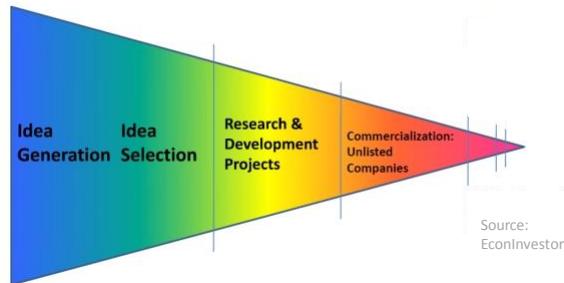 Idea
Generation
Idea
Selection
Research &
Development
Projects
Commercialization:
Unlisted
Companies
Source:
EconInvestor